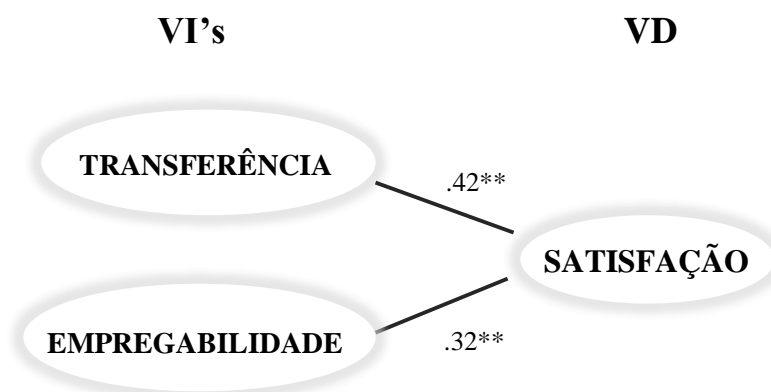 VI's
VD
TRANSFERÊNCIA
.42**
SATISFAÇÃO
EMPREGABILIDADE
.32**